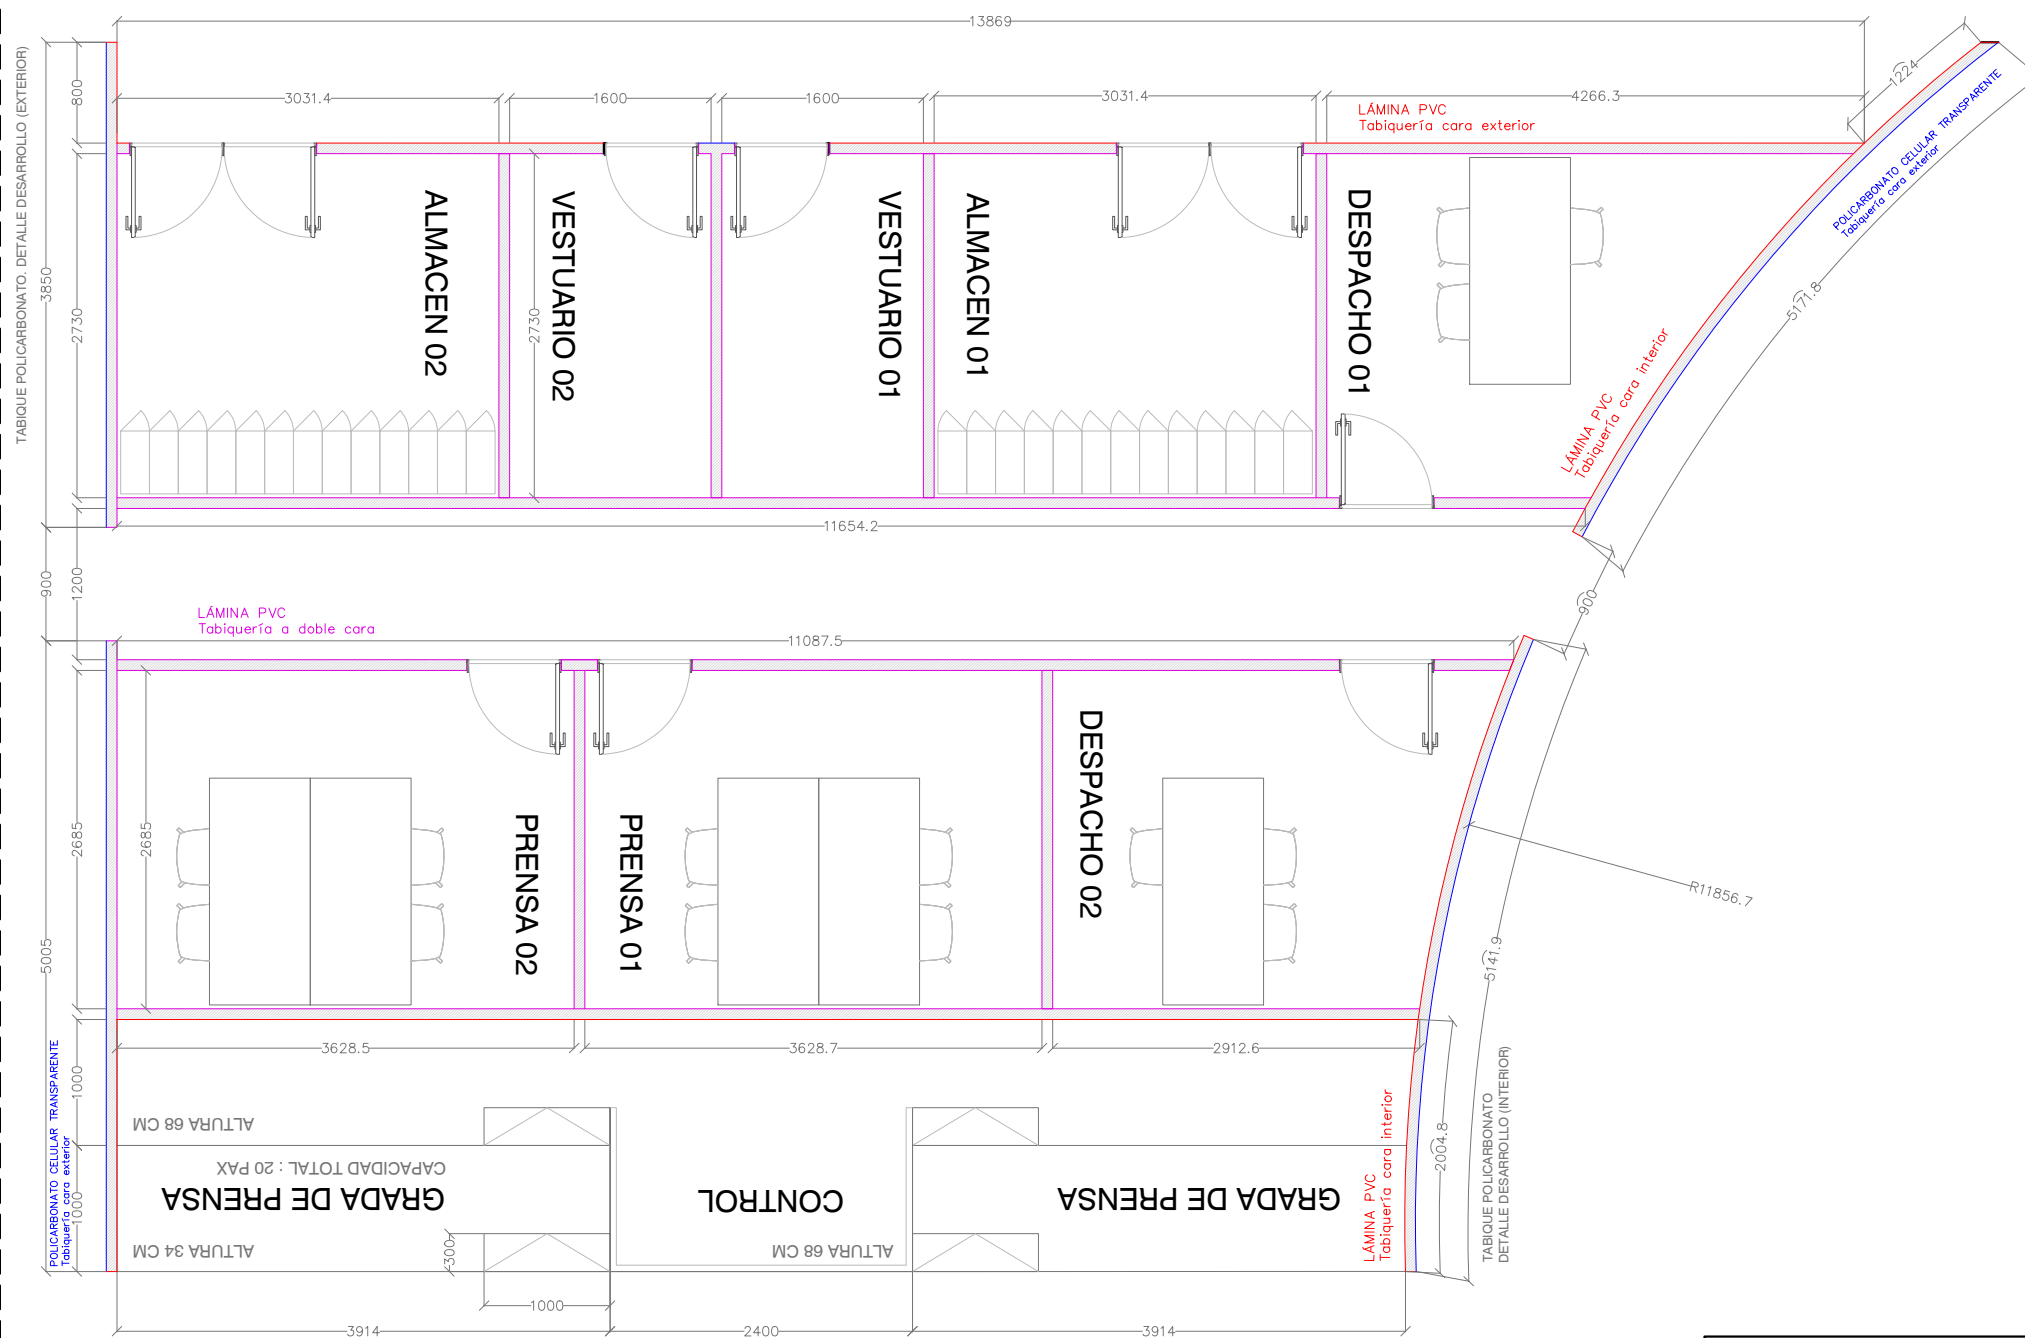 13869
1224
800
3031.4
1600
1600
3031.4
4266.3
LÁMINA PVC
Tabiquería cara exterior
POLICARBONATO CELULAR TRANSPARENTE
Tabiquería cara exterior
TABIQUE POLICARBONATO. DETALLE DESARROLLO (EXTERIOR)
3850
2730
2730
ALMACEN 02
VESTUARIO 02
VESTUARIO 01
ALMACEN 01
DESPACHO 01
5171.8
LÁMINA PVC
Tabiquería cara interior
11654.2
900
1200
900
LÁMINA PVC
Tabiquería a doble cara
11087.5
2685
2685
PRENSA 02
PRENSA 01
DESPACHO 02
R11856.7
5005
5141.9
3628.5
3628.7
2912.6
POLICARBONATO CELULAR TRANSPARENTE
Tabiquería cara exterior
1000
1000
ALTURA 68 CM
CAPACIDAD TOTAL : 20 PAX
GRADA DE PRENSA
ALTURA 34 CM
300
CONTROL
ALTURA 68 CM
GRADA DE PRENSA
LÁMINA PVC
Tabiquería cara interior
2004.8
TABIQUE POLICARBONATO
DETALLE DESARROLLO (INTERIOR)
1000
3914
2400
3914